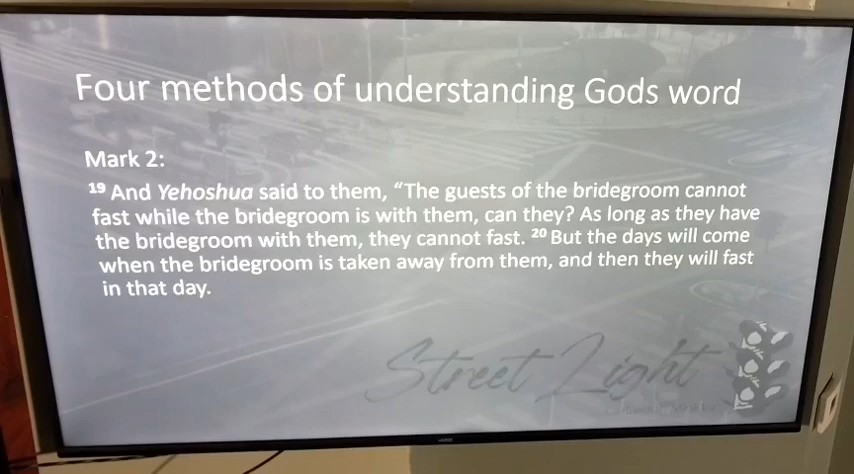 Four methods of understanding Gods word
Mark 2:
19 And Yehoshua said to them, “The guests of the bridegroom cannot
fast while the bridegroom is with them, can they? As long as they have
the bridegroom with them, they cannot fast. 20 But the days will come
when the bridegroom is taken away from them, and then they will fast
in that day.
Street Light